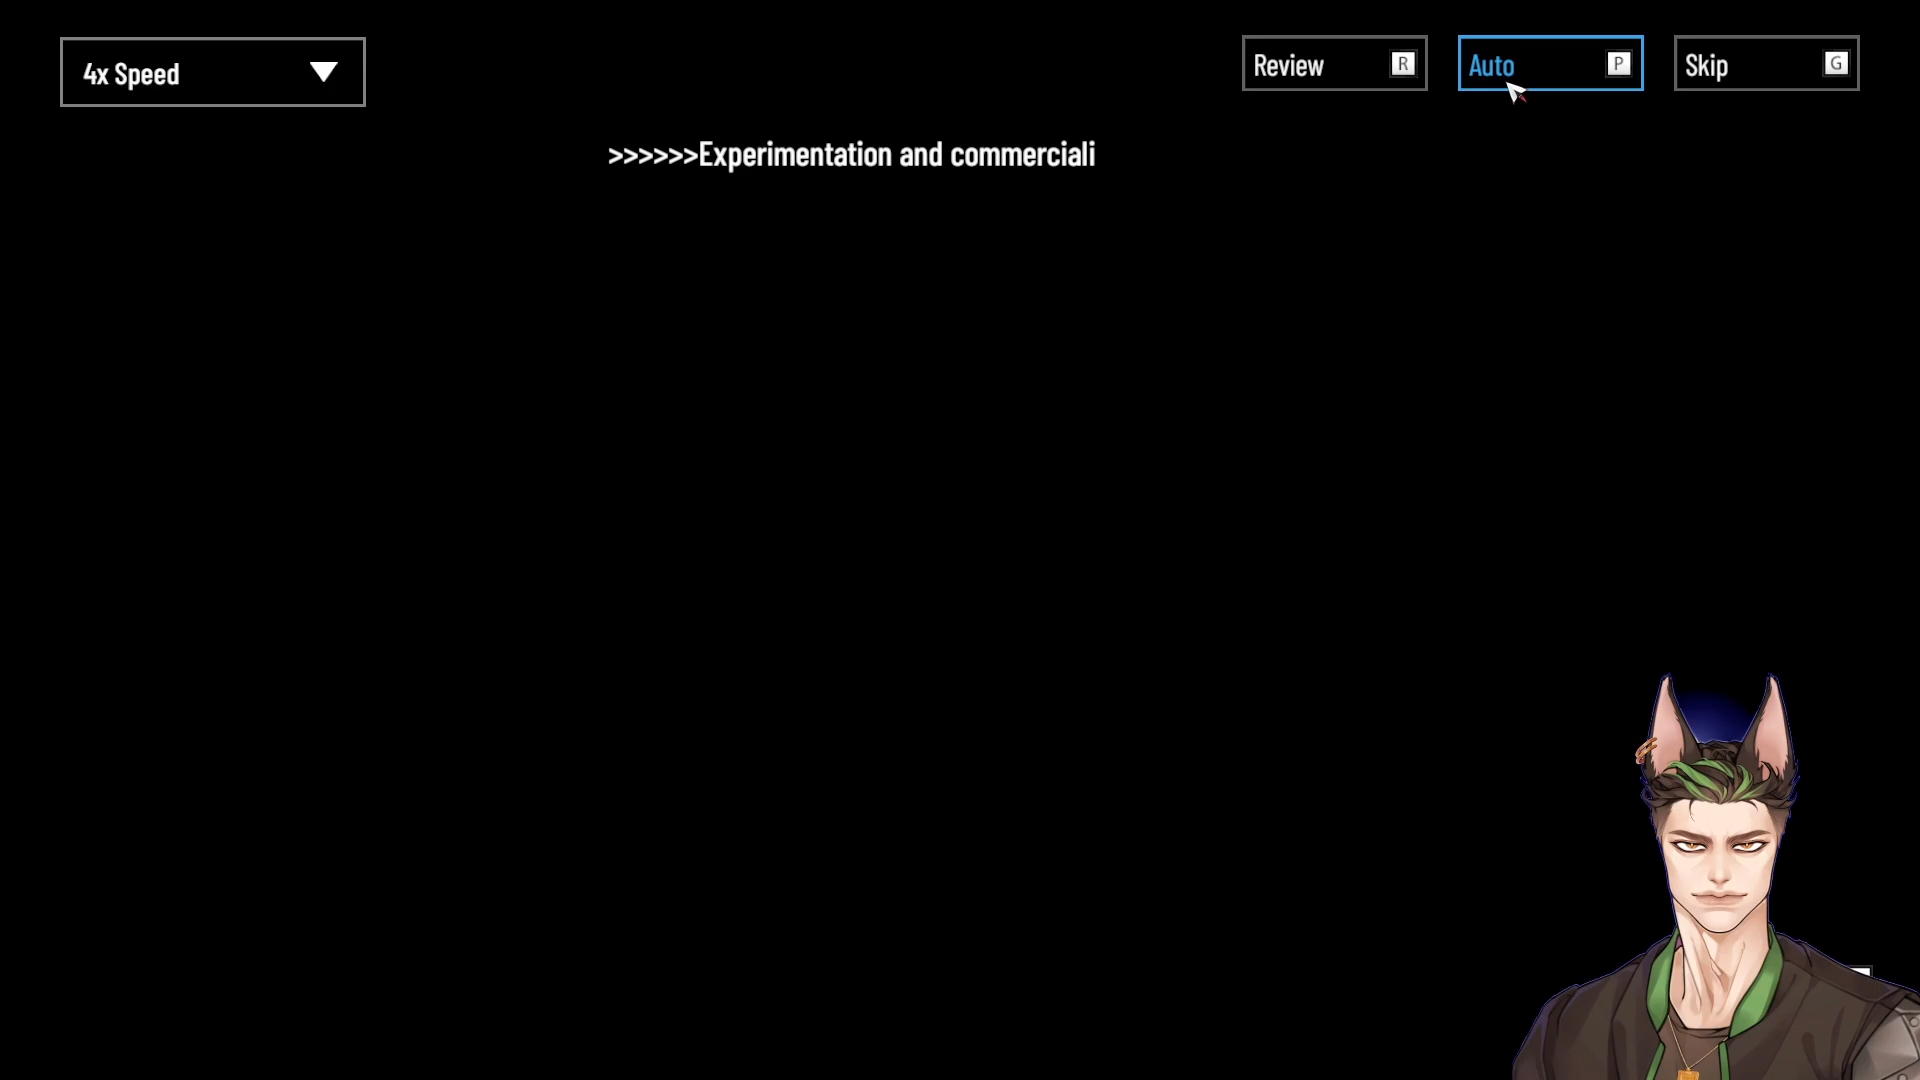 4x Speed
Review R
Auto P
Skip G
>>>>>>Experimentation and commerciali